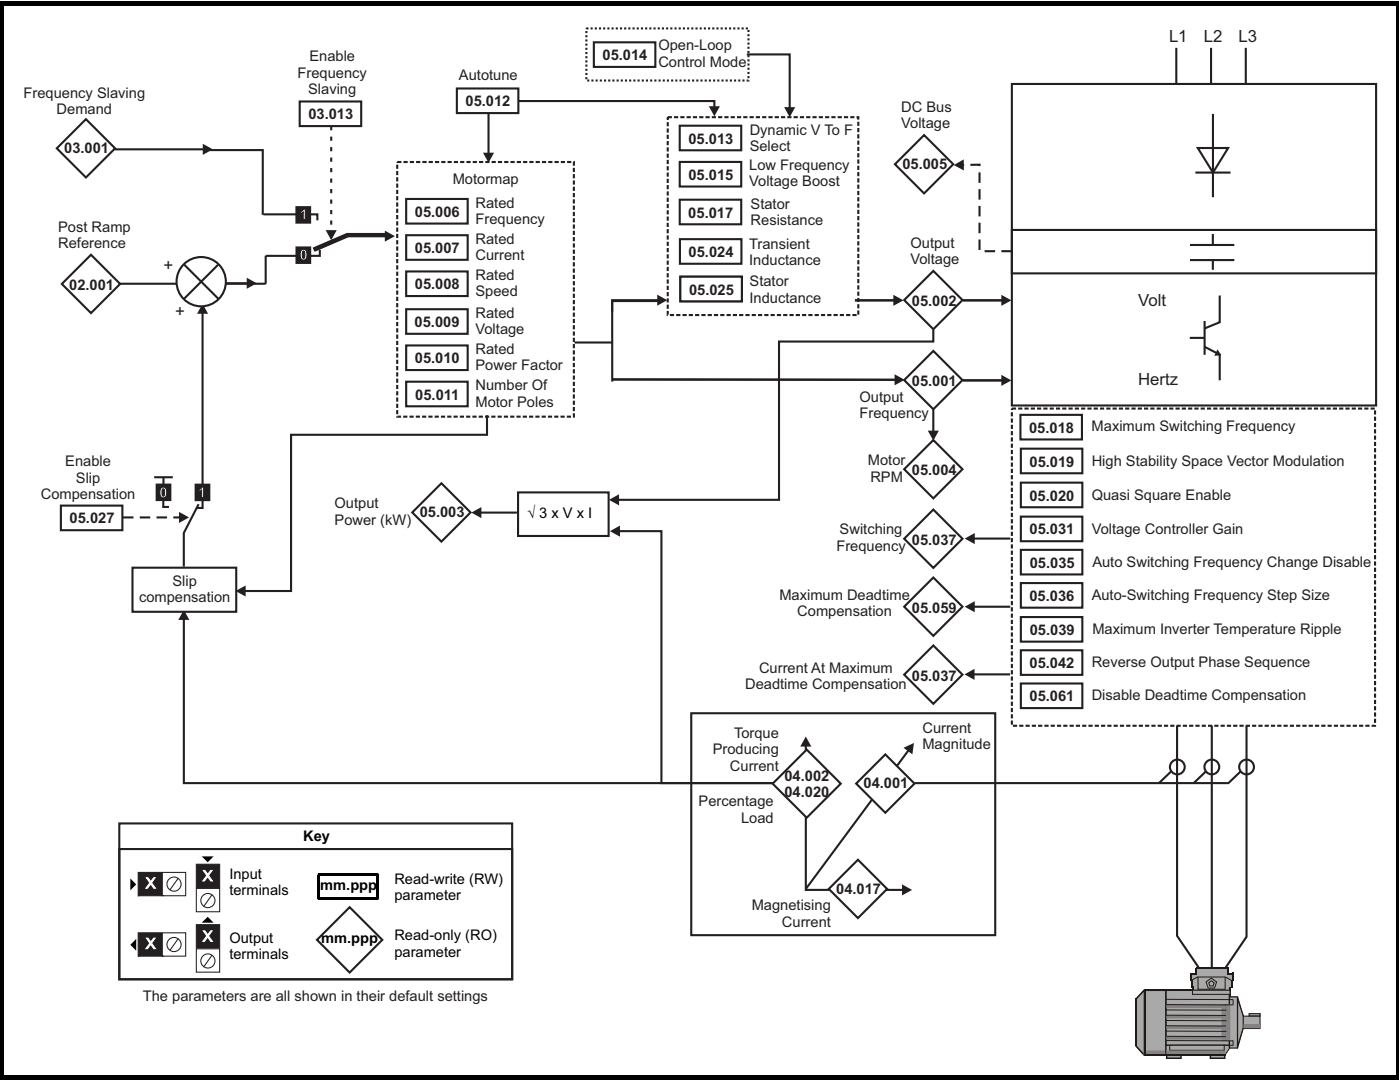 Enable
Frequency
Slaving
03.013
Frequency Slaving
Demand
03.001
Post Ramp
Reference
02.001
+
+
1
0
Autotune
05.012
05.014
Open-Loop
Control Mode
Motormap
05.006
Rated
Frequency
05.007
Rated
Current
05.008
Rated
Speed
05.009
Rated
Voltage
05.010
Rated
Power Factor
05.011
Number Of
Motor Poles
05.013
Dynamic V To F
Select
05.015
Low Frequency
Voltage Boost
05.017
Stator
Resistance
05.024
Transient
Inductance
05.025
Stator
Inductance
L1
L2
L3
DC Bus
Voltage
05.005
Output
Voltage
05.002
Volt
Hertz
05.001
Output
Frequency
Motor
RPM
05.004
Enable
Slip
Compensation
05.027
0
1
Slip
compensation
Output
Power (kW)
05.003
√ 3 x V x I
Switching
Frequency
05.037
Maximum Deadtime
Compensation
05.059
Current At Maximum
Deadtime Compensation
05.037
05.018
Maximum Switching Frequency
05.019
High Stability Space Vector Modulation
05.020
Quasi Square Enable
05.031
Voltage Controller Gain
05.035
Auto Switching Frequency Change Disable
05.036
Auto-Switching Frequency Step Size
05.039
Maximum Inverter Temperature Ripple
05.042
Reverse Output Phase Sequence
05.061
Disable Deadtime Compensation
Torque
Producing
Current
04.002
04.020
Percentage
Load
Current
Magnitude
04.001
04.017
Magnetising
Current
Key
X
X
Input
terminals
mm.ppp
Read-write (RW)
parameter
X
X
Output
terminals
mm.ppp
Read-only (RO)
parameter
The parameters are all shown in their default settings